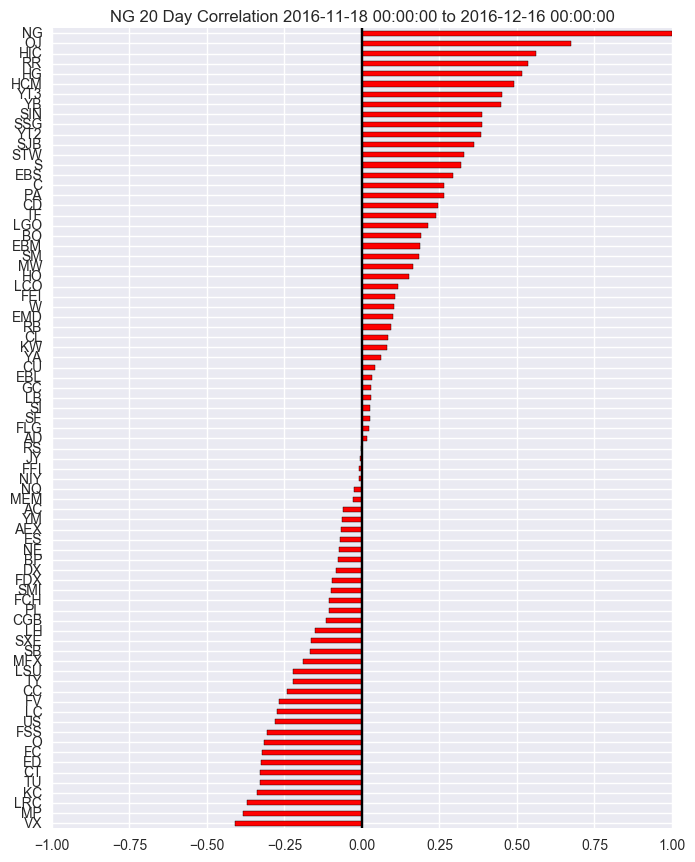 NG 20 Day Correlation 2016-11-18 00:00:00 to 2016-12-16 00:00:00
NG
OJ
HIC
RR
HG
HCM
YT3
YB
SIN
SSG
YT2
SJB
STW
S
EBS
C
PA
CD
TF
LGO
BO
EBM
SM
MW
HO
LCO
FEI
W
EMD
RB
CL
KW
YA
CU
EBL
GC
LB
SI
SF
FLG
AD
RS
JY
FFI
NIY
NQ
MEM
AC
YM
AEX
ES
NE
BP
DX
FDX
SMI
FCH
PL
CGB
LH
SXE
SB
MFX
LSU
TY
CC
FV
LC
US
FSS
O
EC
ED
CT
TU
KC
LRC
MP
VX
−1.00 −0.75 −0.50 −0.25 0.00 0.25 0.50 0.75 1.00